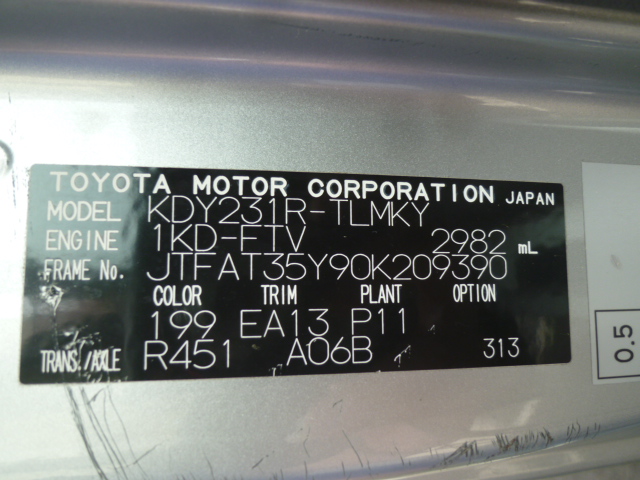 TOYOTA MOTOR CORPORATION JAPAN
MODEL KDY231R-TLMKY
ENGINE 1KD-FTV 2982 mL
FRAME No. JTFAT35Y90K209390
COLOR TRIM PLANT OPTION
199 EA13 P11
TRANS./AXLE R451 A06B 313
0.5